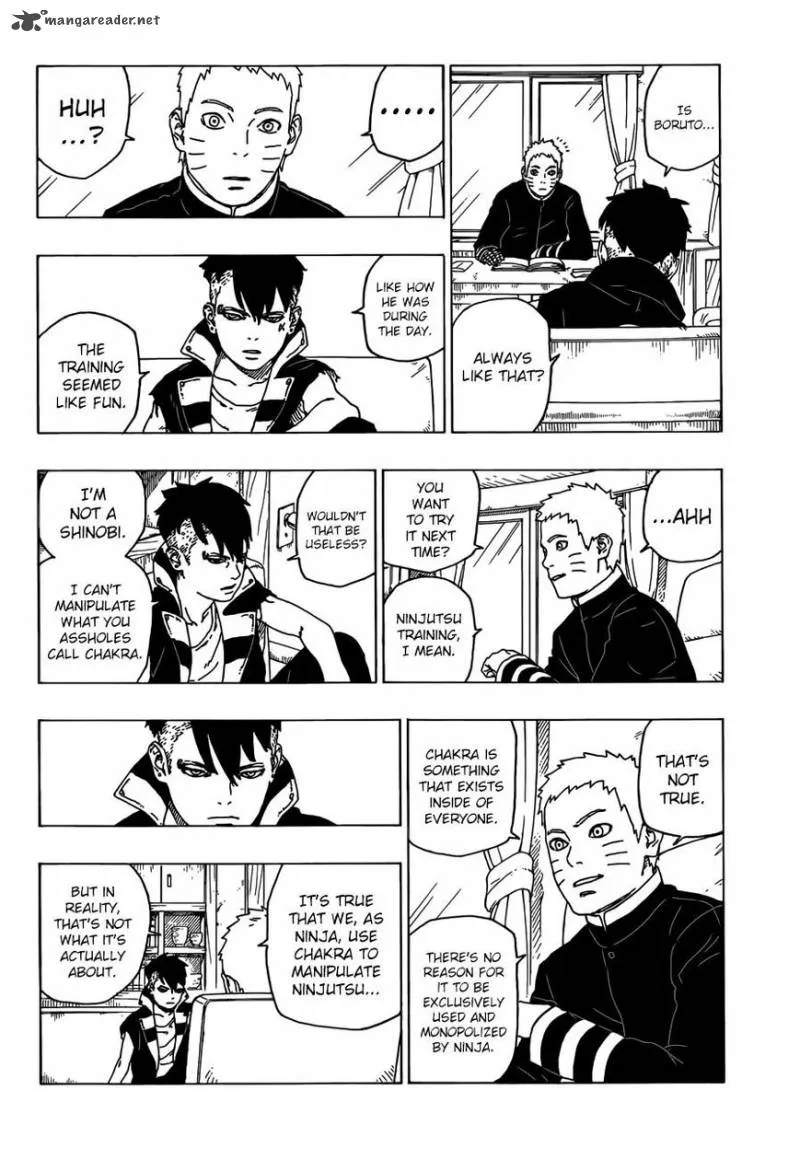 mangareader.net
IS
BORUTO...
ALWAYS
LIKE THAT?
......
HUH
...?
LIKE HOW
HE WAS
DURING
THE DAY.
THE
TRAINING
SEEMED
LIKE FUN.
...AHH
YOU
WANT
TO TRY
IT NEXT
TIME?
NINJUTSU
TRAINING,
I MEAN.
WOULDN'T
THAT BE
USELESS?
I'M
NOT A
SHINOBI.
I CAN'T
MANIPULATE
WHAT YOU
ASSHOLES
CALL CHAKRA.
THAT'S
NOT
TRUE.
CHAKRA IS
SOMETHING
THAT EXISTS
INSIDE OF
EVERYONE.
THERE'S NO
REASON FOR
IT TO BE
EXCLUSIVELY
USED AND
MONOPOLIZED
BY NINJA.
IT'S TRUE
THAT WE, AS
NINJA, USE
CHAKRA TO
MANIPULATE
NINJUTSU...
BUT IN
REALITY,
THAT'S NOT
WHAT IT'S
ACTUALLY
ABOUT.